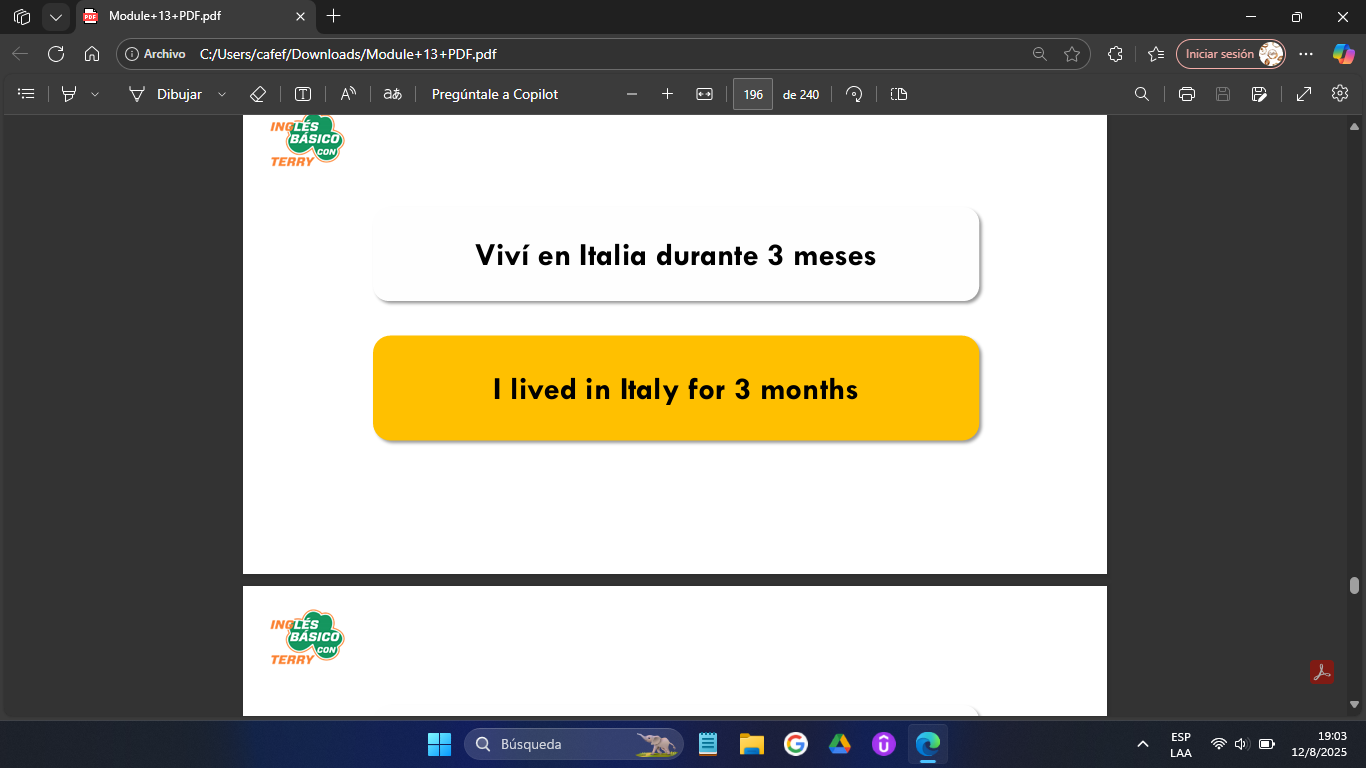 Module+13+PDF.pdf
Archivo C:/Users/cafef/Downloads/Module+13+PDF.pdf Iniciar sesión
Dibujar aあ Pregúntale a Copilot 196 de 240
INGLÉS
BÁSICO
CON
TERRY
Viví en Italia durante 3 meses
I lived in Italy for 3 months
INGLÉS
BÁSICO
CON
TERRY
Búsqueda
ESP
LAA
19:03
12/8/2025